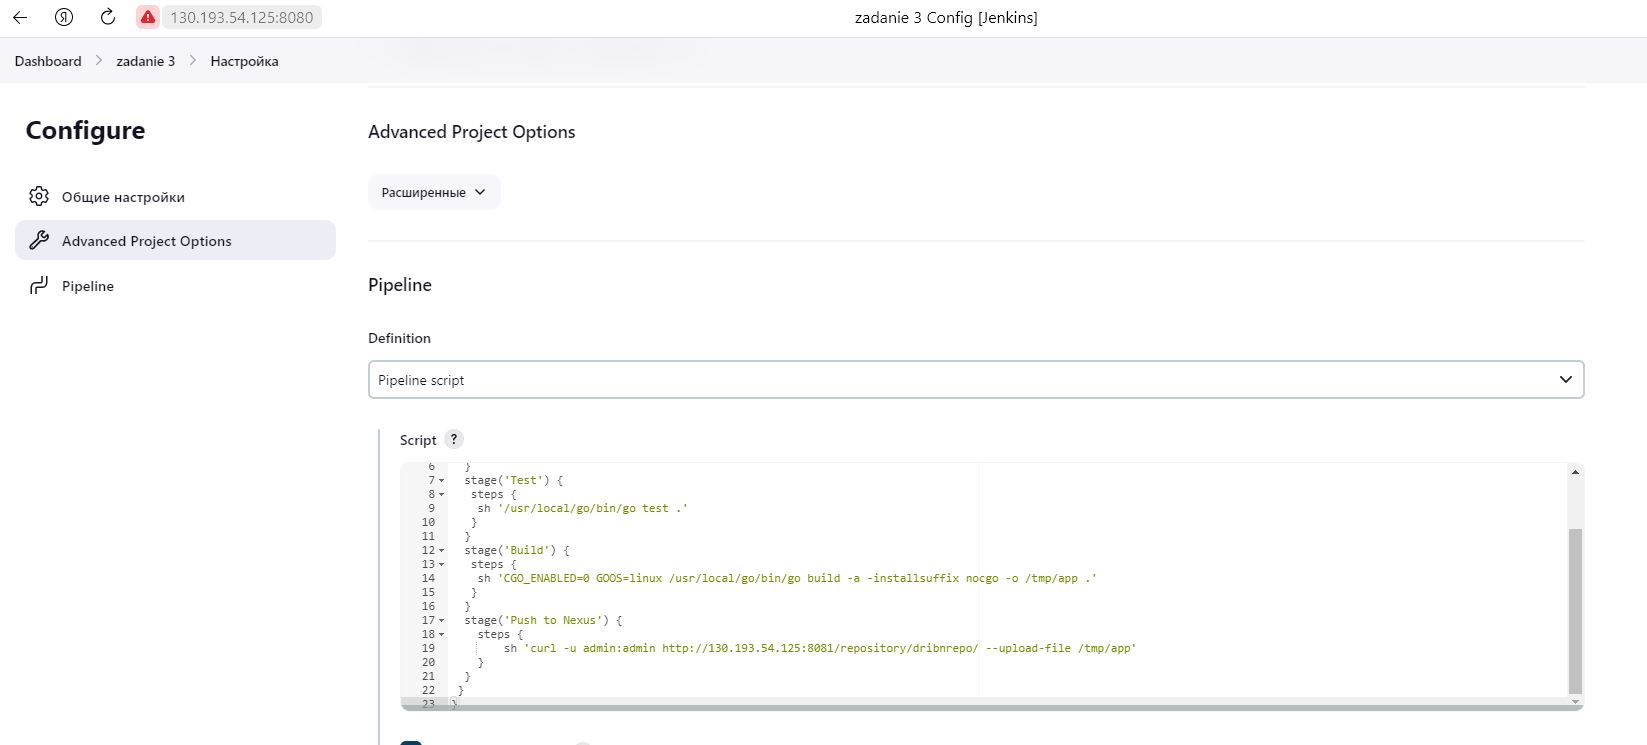 130.193.54.125:8080
zadanie 3 Config [Jenkins]
Dashboard > zadanie 3 > Настройка
Configure
Общие настройки
Advanced Project Options
Pipeline
Advanced Project Options
Расширенные
Pipeline
Definition
Pipeline script
Script ?
6 }
7 stage('Test') {
8 steps {
9 sh '/usr/local/go/bin/go test .'
10 }
11 }
12 stage('Build') {
13 steps {
14 sh 'CGO_ENABLED=0 GOOS=linux /usr/local/go/bin/go build -a -installsuffix nocgo -o /tmp/app .'
15 }
16 }
17 stage('Push to Nexus') {
18 steps {
19 sh 'curl -u admin:admin http://130.193.54.125:8081/repository/dribnrepo/ --upload-file /tmp/app'
20 }
21 }
22 }
23 }